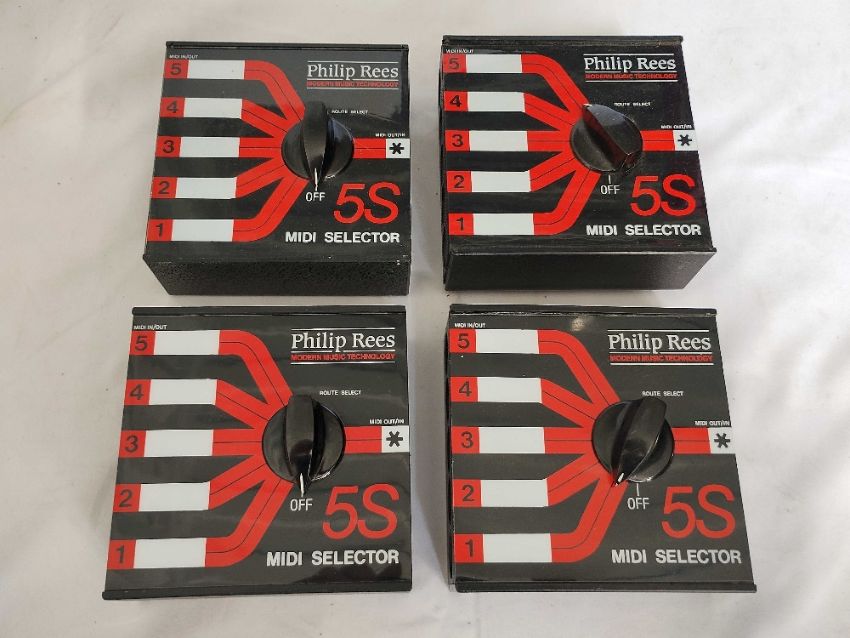 MIDI IN/OUT
5
Philip Rees
MODERN MUSIC TECHNOLOGY
4
ROUTE SELECT
MIDI OUT/IN
3
*
2
OFF
5S
1
MIDI SELECTOR
MIDI IN/OUT
5
Philip Rees
MODERN MUSIC TECHNOLOGY
4
ROUTE SELECT
MIDI OUT/IN
3
*
2
OFF
5S
1
MIDI SELECTOR
MIDI IN/OUT
5
Philip Rees
MODERN MUSIC TECHNOLOGY
4
ROUTE SELECT
MIDI OUT/IN
3
*
2
OFF
5S
1
MIDI SELECTOR
MIDI IN/OUT
5
Philip Rees
MODERN MUSIC TECHNOLOGY
4
ROUTE SELECT
MIDI OUT/IN
3
*
2
OFF
5S
1
MIDI SELECTOR